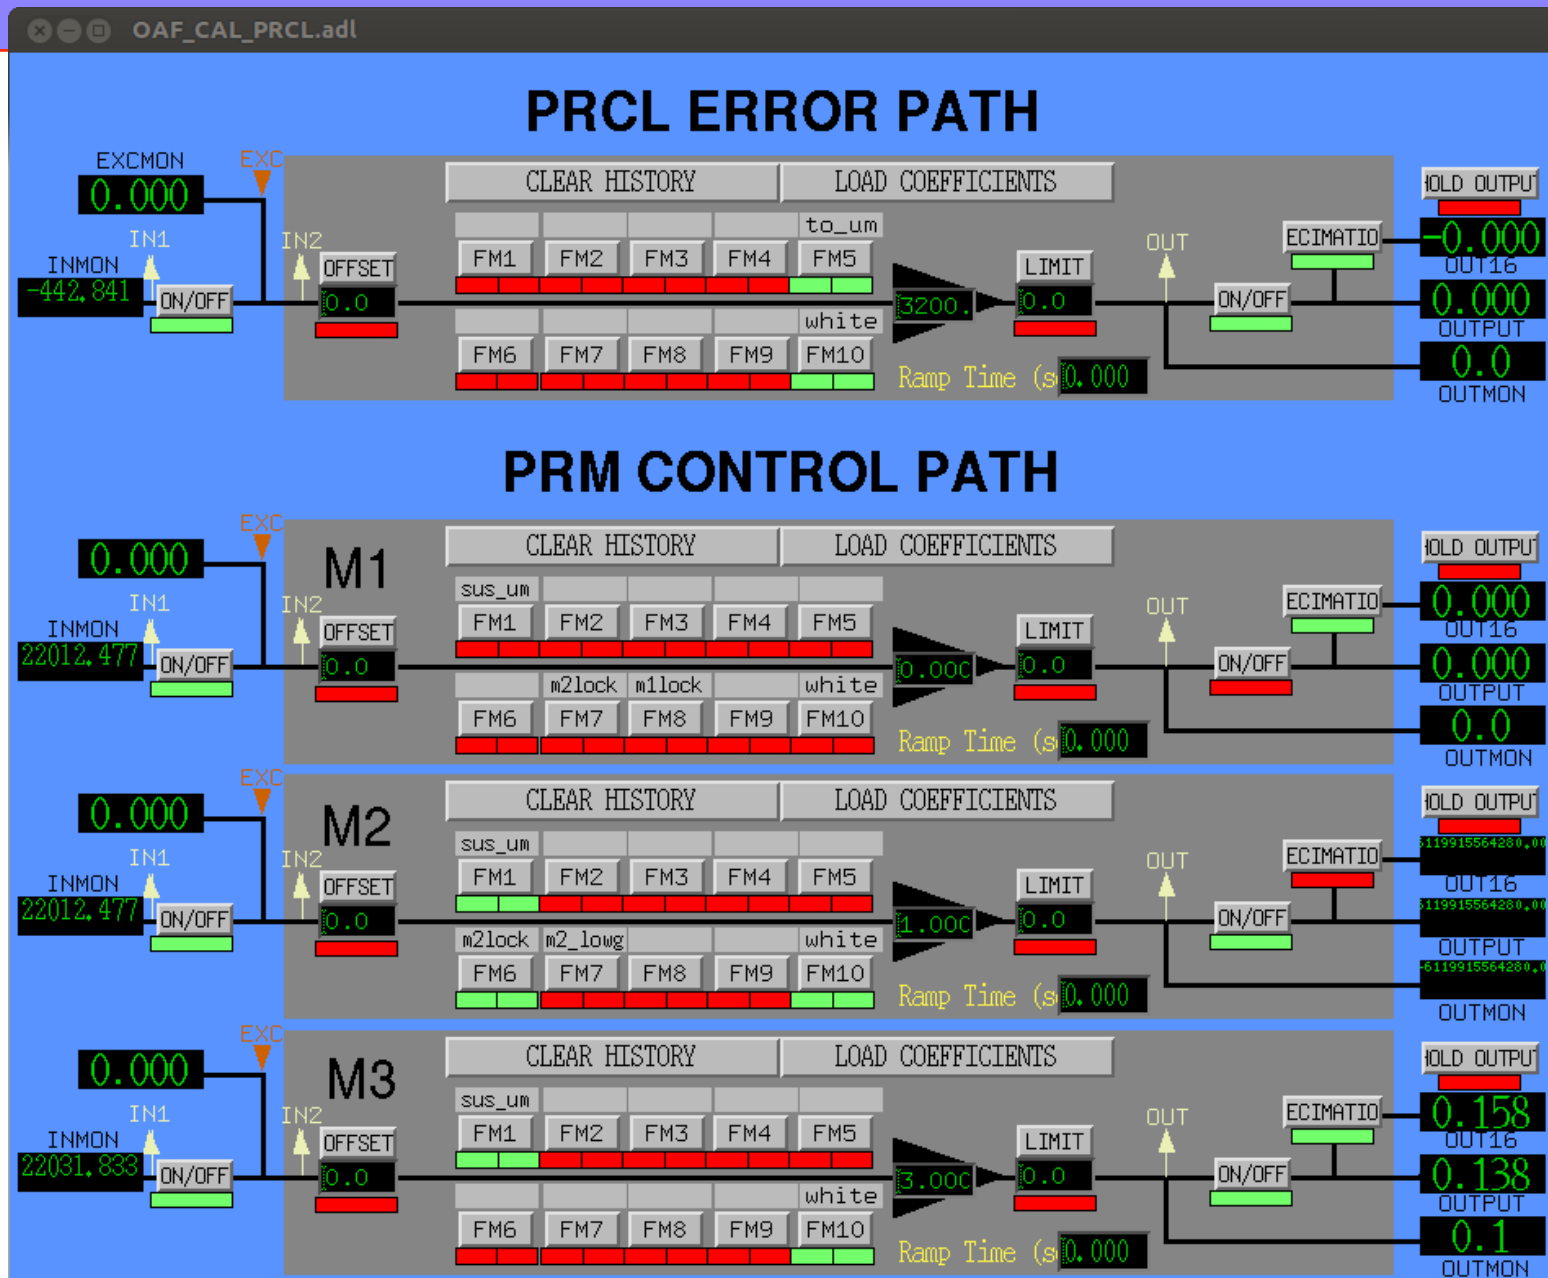 OAF_CAL_PRCL.adl
PRCL ERROR PATH
EXCMON EXC
0.000 CLEAR HISTORY LOAD COEFFICIENTS HOLD OUTPUT
to_um
IN1 IN2 FM1 FM2 FM3 FM4 FM5 OUT ECIMATIO -0.000
INMON OFFSET LIMIT OUT16
-442.841 ON/OFF 0.0 3200. 0.0 ON/OFF 0.000
white OUTPUT
FM6 FM7 FM8 FM9 FM10 0.0
Ramp Time (s 0.000 OUTMON
PRM CONTROL PATH
EXC
0.000 M1 CLEAR HISTORY LOAD COEFFICIENTS HOLD OUTPUT
sus_um
IN1 IN2 FM1 FM2 FM3 FM4 FM5 OUT ECIMATIO 0.000
INMON OFFSET LIMIT OUT16
22012.477 ON/OFF 0.0 0.000 0.0 ON/OFF 0.000
m2lock m1lock white OUTPUT
FM6 FM7 FM8 FM9 FM10 0.0
Ramp Time (s 0.000 OUTMON
EXC
0.000 M2 CLEAR HISTORY LOAD COEFFICIENTS HOLD OUTPUT
sus_um 6119915564280.00
IN1 IN2 FM1 FM2 FM3 FM4 FM5 OUT ECIMATIO
INMON OFFSET LIMIT OUT16
22012.477 ON/OFF 0.0 1.000 0.0 ON/OFF 6119915564280.00
m2lock m2_lowg white OUTPUT
FM6 FM7 FM8 FM9 FM10 -6119915564280.0
Ramp Time (s 0.000 OUTMON
EXC
0.000 M3 CLEAR HISTORY LOAD COEFFICIENTS HOLD OUTPUT
sus_um
IN1 IN2 FM1 FM2 FM3 FM4 FM5 OUT ECIMATIO 0.158
INMON OFFSET LIMIT OUT16
22031.833 ON/OFF 0.0 3.000 0.0 ON/OFF 0.138
white OUTPUT
FM6 FM7 FM8 FM9 FM10 0.1
Ramp Time (s 0.000 OUTMON